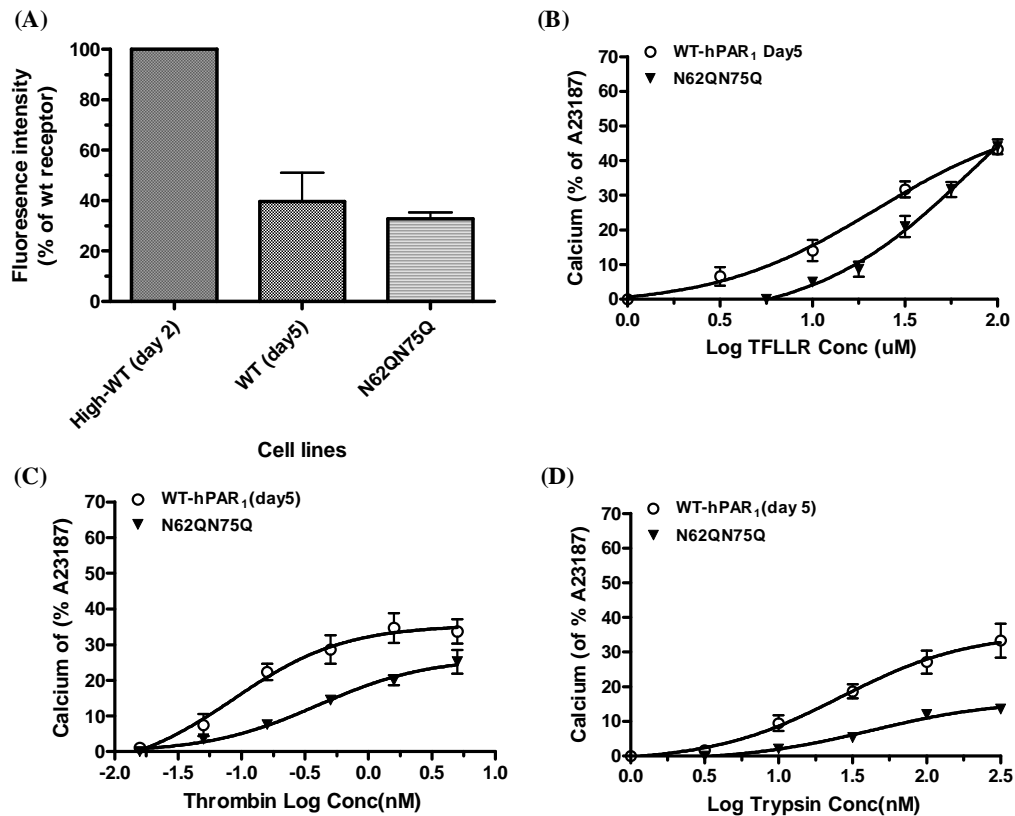 (A)
100
80
60
40
20
0
Fluoresence intensity
(% of wt receptor)
High-WT (day 2)
WT (day5)
N62QN75Q
Cell lines
(B)
WT-hPAR₁ Day5
N62QN75Q
70
60
50
40
30
20
10
0
Calcium (% of A23187)
0.0 0.5 1.0 1.5 2.0
Log TFLLR Conc (uM)
(C)
WT-hPAR₁(day5)
N62QN75Q
70
60
50
40
30
20
10
0
Calcium of (% A23187)
-2.0 -1.5 -1.0 -0.5 0.0 0.5 1.0
Thrombin Log Conc(nM)
(D)
WT-hPAR₁(day 5)
N62QN75Q
70
60
50
40
30
20
10
0
Calcium (of % A23187)
0.0 0.5 1.0 1.5 2.0 2.5
Log Trypsin Conc(nM)